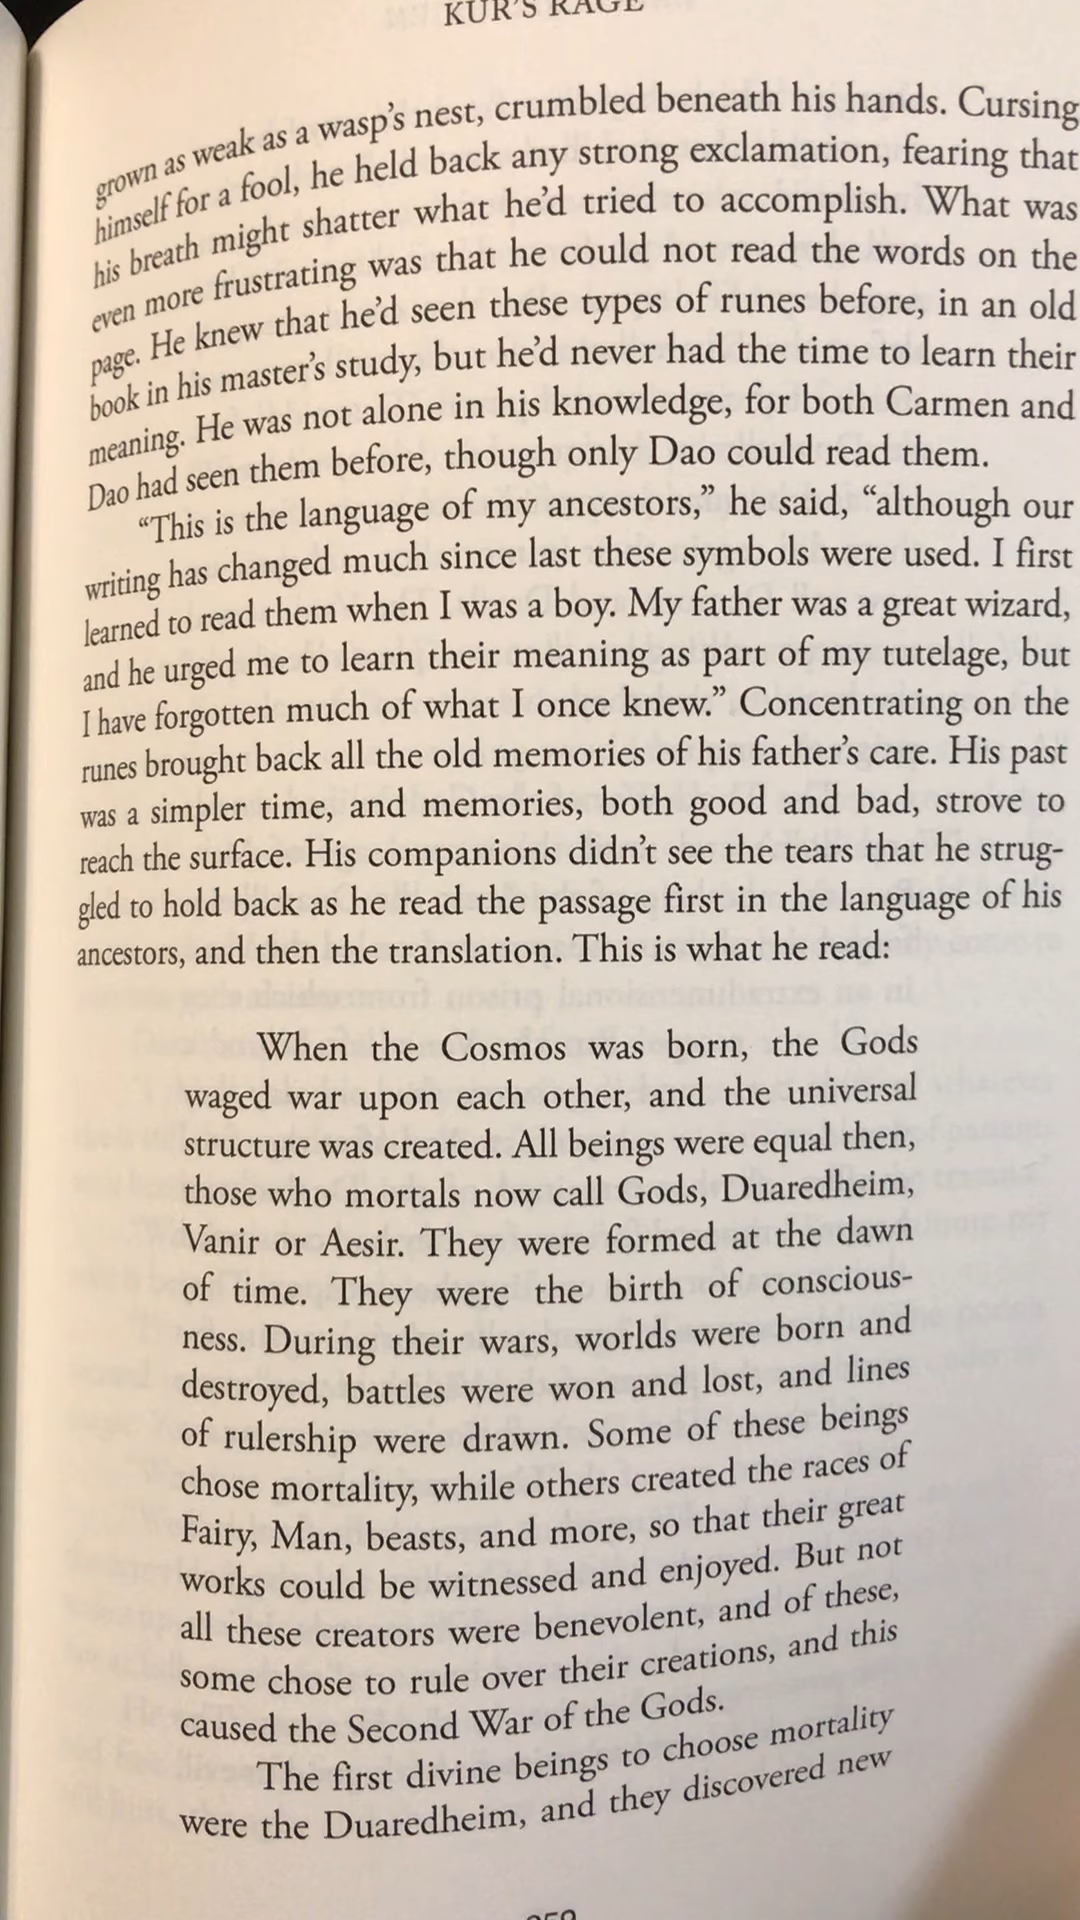 KUR'S RAGE
grown as weak as a wasp's nest, crumbled beneath his hands. Cursing
himself for a fool, he held back any strong exclamation, fearing that
his breath might shatter what he'd tried to accomplish. What was
even more frustrating was that he could not read the words on the
page. He knew that he'd seen these types of runes before, in an old
book in his master's study, but he'd never had the time to learn their
meaning. He was not alone in his knowledge, for both Carmen and
Dao had seen them before, though only Dao could read them.
“This is the language of my ancestors,” he said, “although our
writing has changed much since last these symbols were used. I first
learned to read them when I was a boy. My father was a great wizard,
and he urged me to learn their meaning as part of my tutelage, but
I have forgotten much of what I once knew.” Concentrating on the
runes brought back all the old memories of his father's care. His past
was a simpler time, and memories, both good and bad, strove to
reach the surface. His companions didn't see the tears that he strug-
gled to hold back as he read the passage first in the language of his
ancestors, and then the translation. This is what he read:
When the Cosmos was born, the Gods
waged war upon each other, and the universal
structure was created. All beings were equal then,
those who mortals now call Gods, Duaredheim,
Vanir or Aesir. They were formed at the dawn
of time. They were the birth of conscious-
ness. During their wars, worlds were born and
destroyed, battles were won and lost, and lines
of rulership were drawn. Some of these beings
chose mortality, while others created the races of
Fairy, Man, beasts, and more, so that their great
works could be witnessed and enjoyed. But not
all these creators were benevolent, and of these,
some chose to rule over their creations, and this
caused the Second War of the Gods.
The first divine beings to choose mortality
were the Duaredheim, and they discovered new